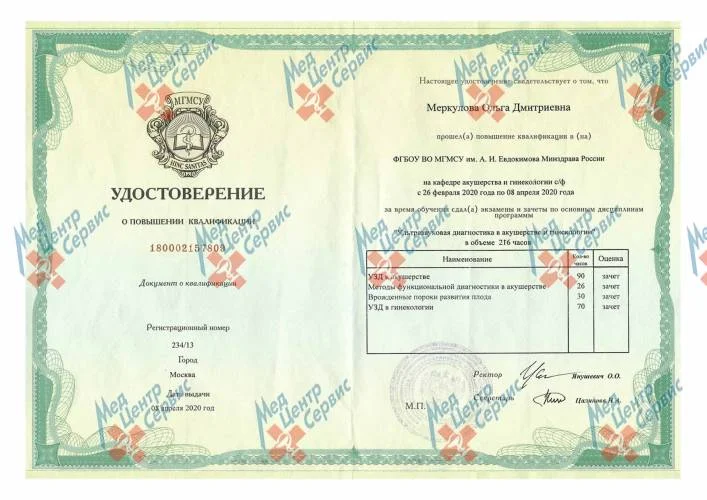 МГМСУ
HINC SANITAS
УДОСТОВЕРЕНИЕ
О ПОВЫШЕНИИ КВАЛИФИКАЦИИ
180002157809
Документ о квалификации
Регистрационный номер
234/13
Город
Москва
Дата выдачи
08 апреля 2020 год
Настоящее удостоверение свидетельствует о том, что
Меркулова Ольга Дмитриевна
прошел(а) повышение квалификации в (на)
ФГБОУ ВО МГМСУ им. А. И. Евдокимова Минздрава России
на кафедре акушерства и гинекологии с/ф
с 26 февраля 2020 года по 08 апреля 2020 года
за время обучения сдал(а) экзамены и зачеты по основным дисциплинам
программы
"Ультразвуковая диагностика в акушерстве и гинекологии"
в объеме 216 часов
Наименование Кол-во часов Оценка
УЗД в акушерстве 90 зачет
Методы функциональной диагностики в акушерстве 26 зачет
Врожденные пороки развития плода 30 зачет
УЗД в гинекологии 70 зачет
Ректор Янушевич О.О.
М.П. Секретарь
Мед Центр Сервис